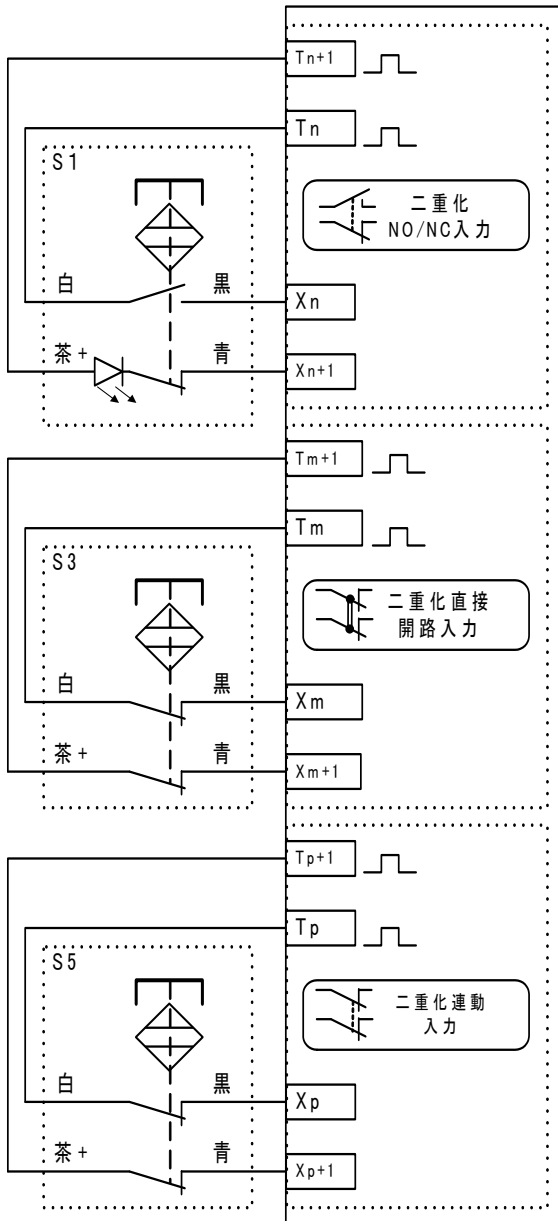 Tn+1
Tn
S1
二重化
NO/NC入力
白 黒
Xn
茶+ 青
Xn+1
Tm+1
Tm
S3
二重化直接
開路入力
白 黒
Xm
茶+ 青
Xm+1
Tp+1
Tp
S5
二重化連動
入力
白 黒
Xp
茶+ 青
Xp+1